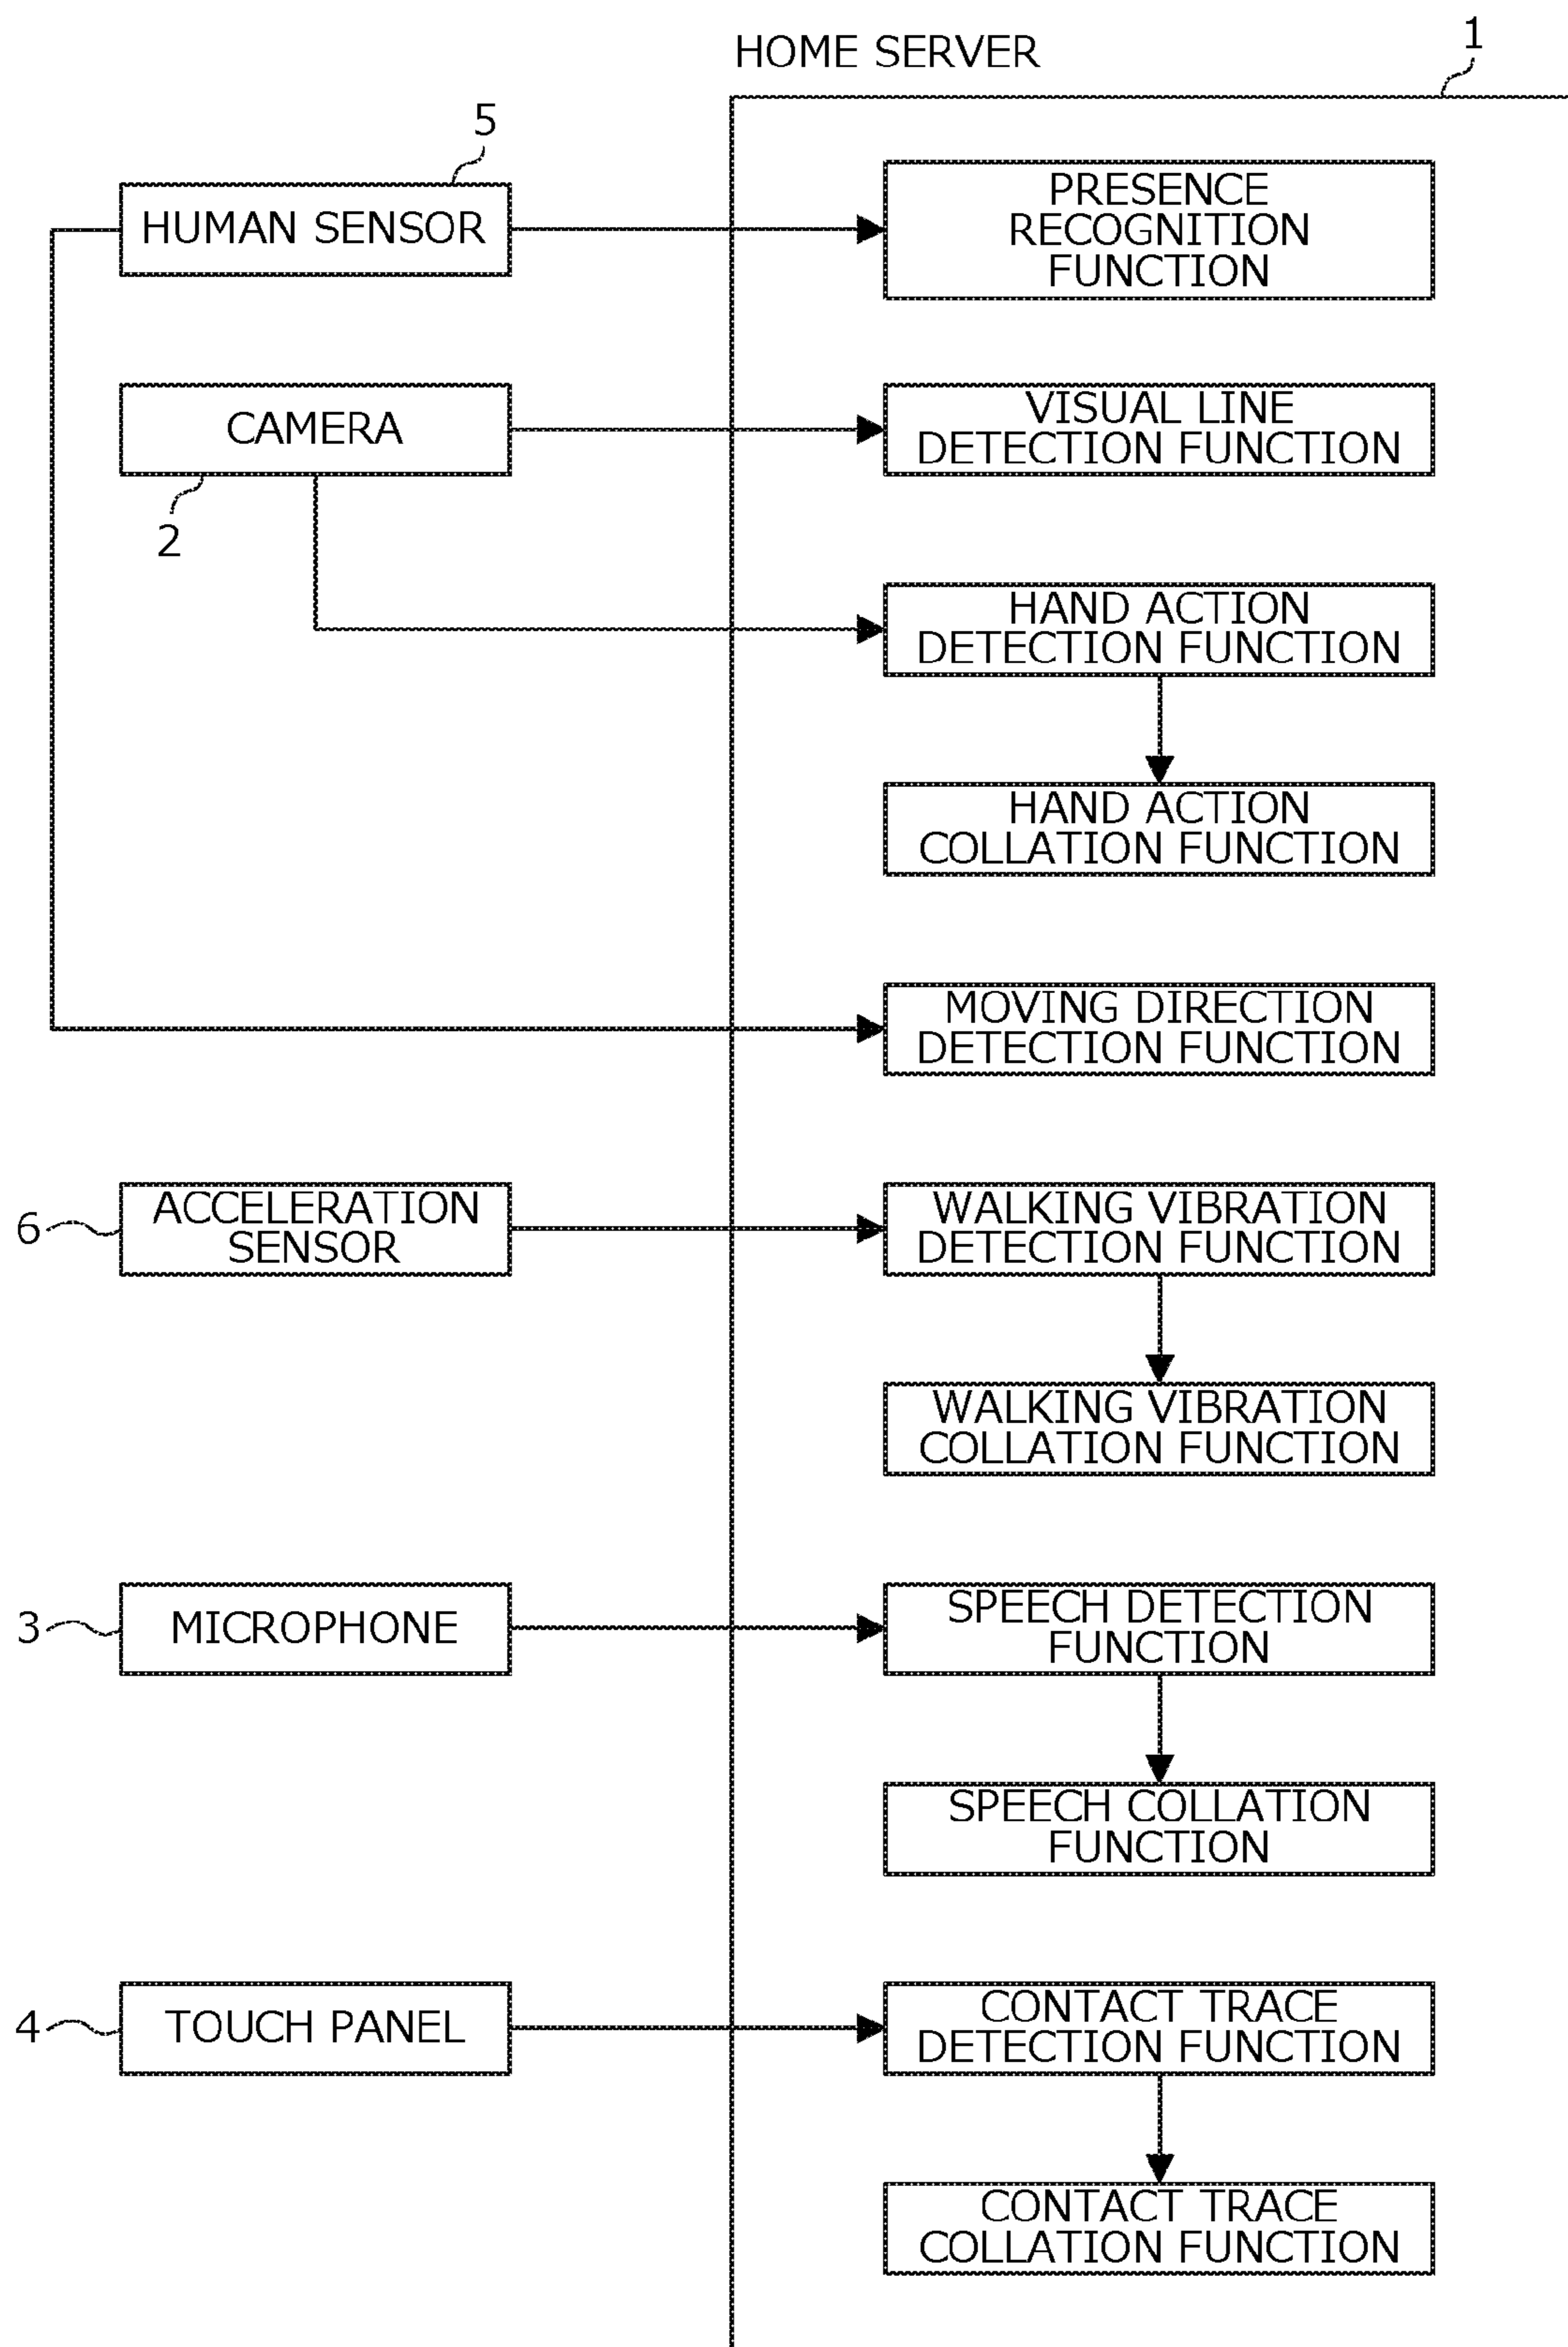 HOME SERVER
1
5
HUMAN SENSOR
PRESENCE
RECOGNITION
FUNCTION
CAMERA
2
VISUAL LINE
DETECTION FUNCTION
HAND ACTION
DETECTION FUNCTION
HAND ACTION
COLLATION FUNCTION
MOVING DIRECTION
DETECTION FUNCTION
6
ACCELERATION
SENSOR
WALKING VIBRATION
DETECTION FUNCTION
WALKING VIBRATION
COLLATION FUNCTION
3
MICROPHONE
SPEECH DETECTION
FUNCTION
SPEECH COLLATION
FUNCTION
4
TOUCH PANEL
CONTACT TRACE
DETECTION FUNCTION
CONTACT TRACE
COLLATION FUNCTION